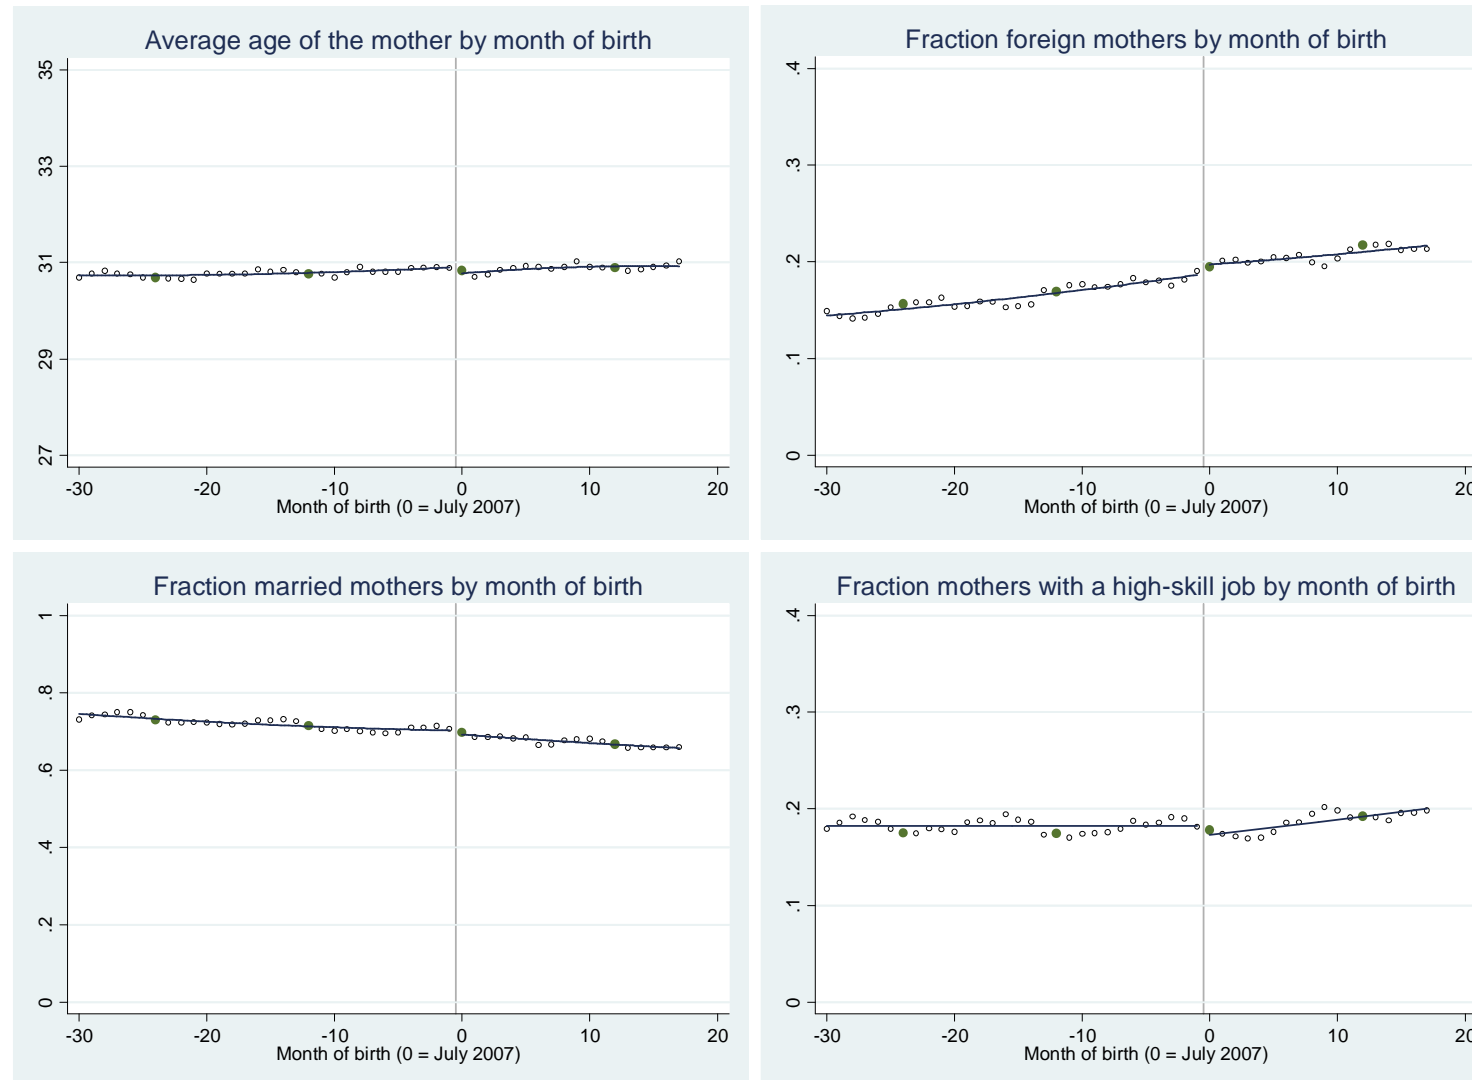 Average age of the mother by month of birth
35
33
31
29
27
-30 -20 -10 0 10 20
Month of birth (0 = July 2007)
Fraction foreign mothers by month of birth
.4
.3
.2
.1
0
-30 -20 -10 0 10 20
Month of birth (0 = July 2007)
Fraction married mothers by month of birth
1
.8
.6
.4
.2
0
-30 -20 -10 0 10 20
Month of birth (0 = July 2007)
Fraction mothers with a high-skill job by month of birth
.4
.3
.2
.1
0
-30 -20 -10 0 10 20
Month of birth (0 = July 2007)